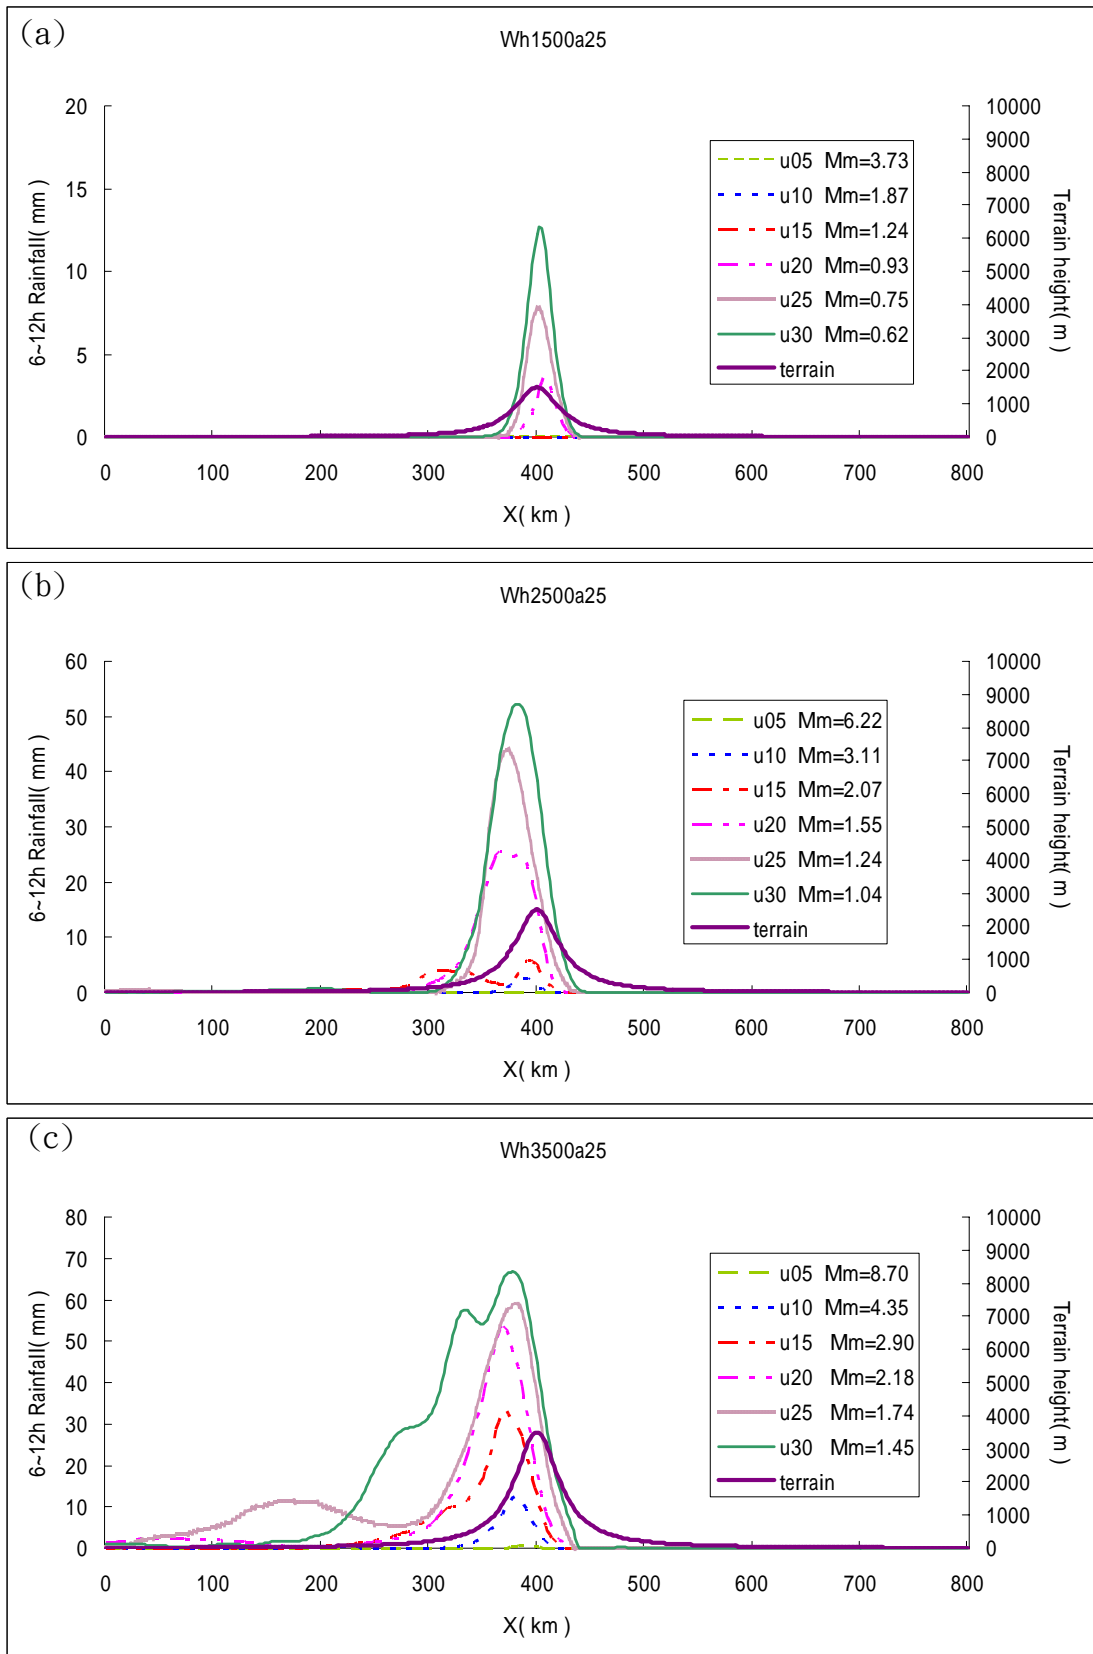 (a)
Wh1500a25
20
15
10
5
0
6~12h Rainfall( mm )
10000
9000
8000
7000
6000
5000
4000
3000
2000
1000
0
Terrain height( m )
u05 Mm=3.73
u10 Mm=1.87
u15 Mm=1.24
u20 Mm=0.93
u25 Mm=0.75
u30 Mm=0.62
terrain
0 100 200 300 400 500 600 700 800
X( km )
(b)
Wh2500a25
60
50
40
30
20
10
0
6~12h Rainfall( mm )
10000
9000
8000
7000
6000
5000
4000
3000
2000
1000
0
Terrain height( m )
u05 Mm=6.22
u10 Mm=3.11
u15 Mm=2.07
u20 Mm=1.55
u25 Mm=1.24
u30 Mm=1.04
terrain
0 100 200 300 400 500 600 700 800
X( km )
(c)
Wh3500a25
80
70
60
50
40
30
20
10
0
6~12h Rainfall( mm )
10000
9000
8000
7000
6000
5000
4000
3000
2000
1000
0
Terrain height( m )
u05 Mm=8.70
u10 Mm=4.35
u15 Mm=2.90
u20 Mm=2.18
u25 Mm=1.74
u30 Mm=1.45
terrain
0 100 200 300 400 500 600 700 800
X( km )